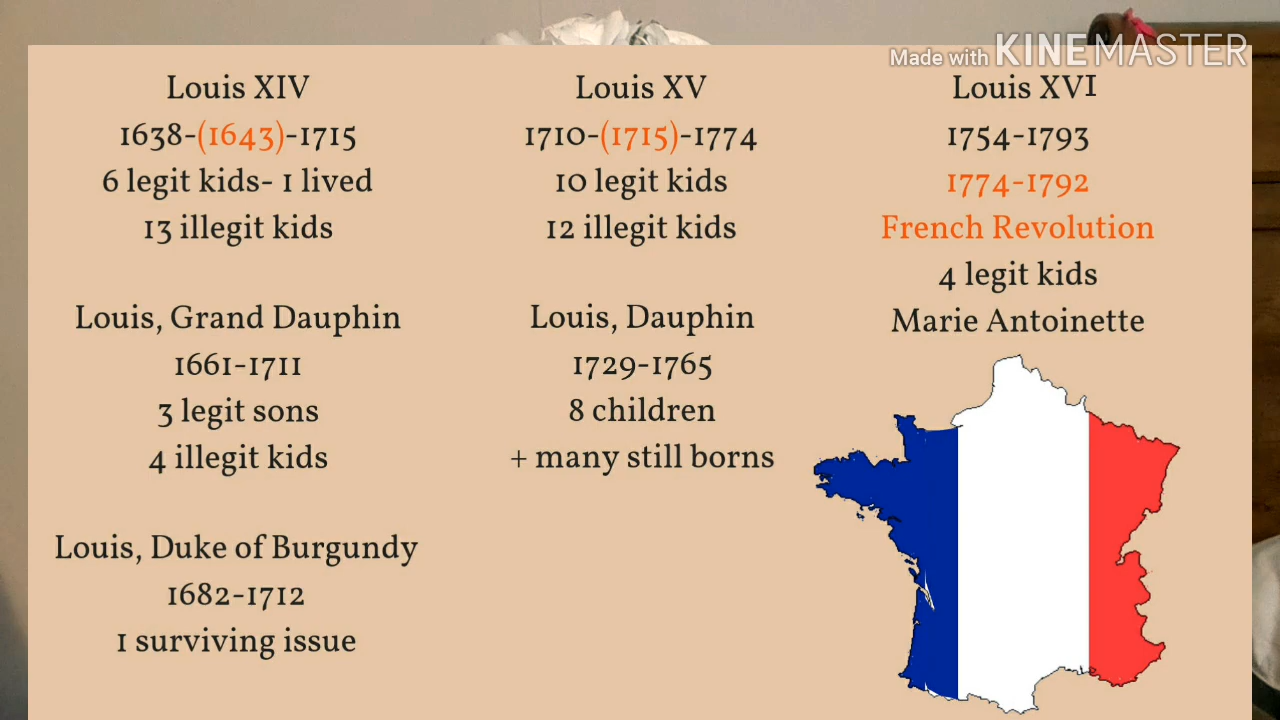 Made with KINEMASTER
Louis XIV
1638-(1643)-1715
6 legit kids- 1 lived
13 illegit kids
Louis, Grand Dauphin
1661-1711
3 legit sons
4 illegit kids
Louis, Duke of Burgundy
1682-1712
1 surviving issue
Louis XV
1710-(1715)-1774
10 legit kids
12 illegit kids
Louis, Dauphin
1729-1765
8 children
+ many still borns
Louis XVI
1754-1793
1774-1792
French Revolution
4 legit kids
Marie Antoinette